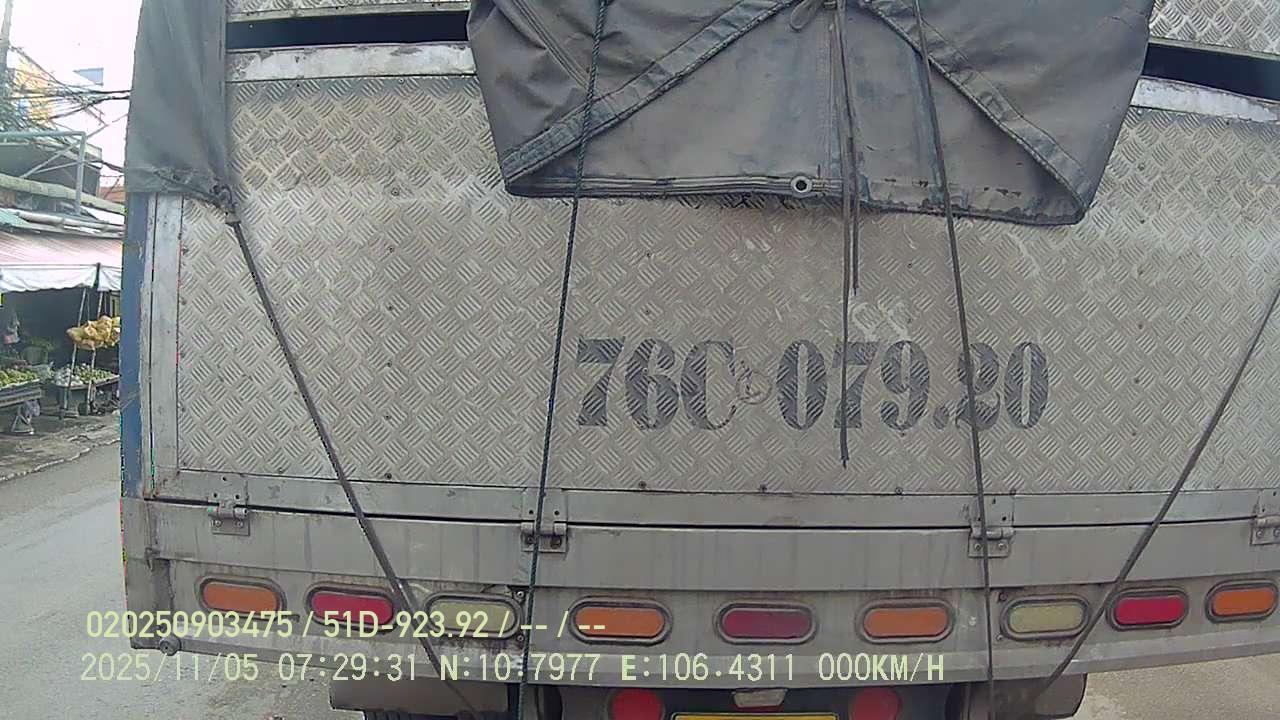 76C-079.20
020250903475 / 51D-923.92 / -- / --
2025/11/05 07:29:31 N:10.7977 E:106.4311 000KM/H